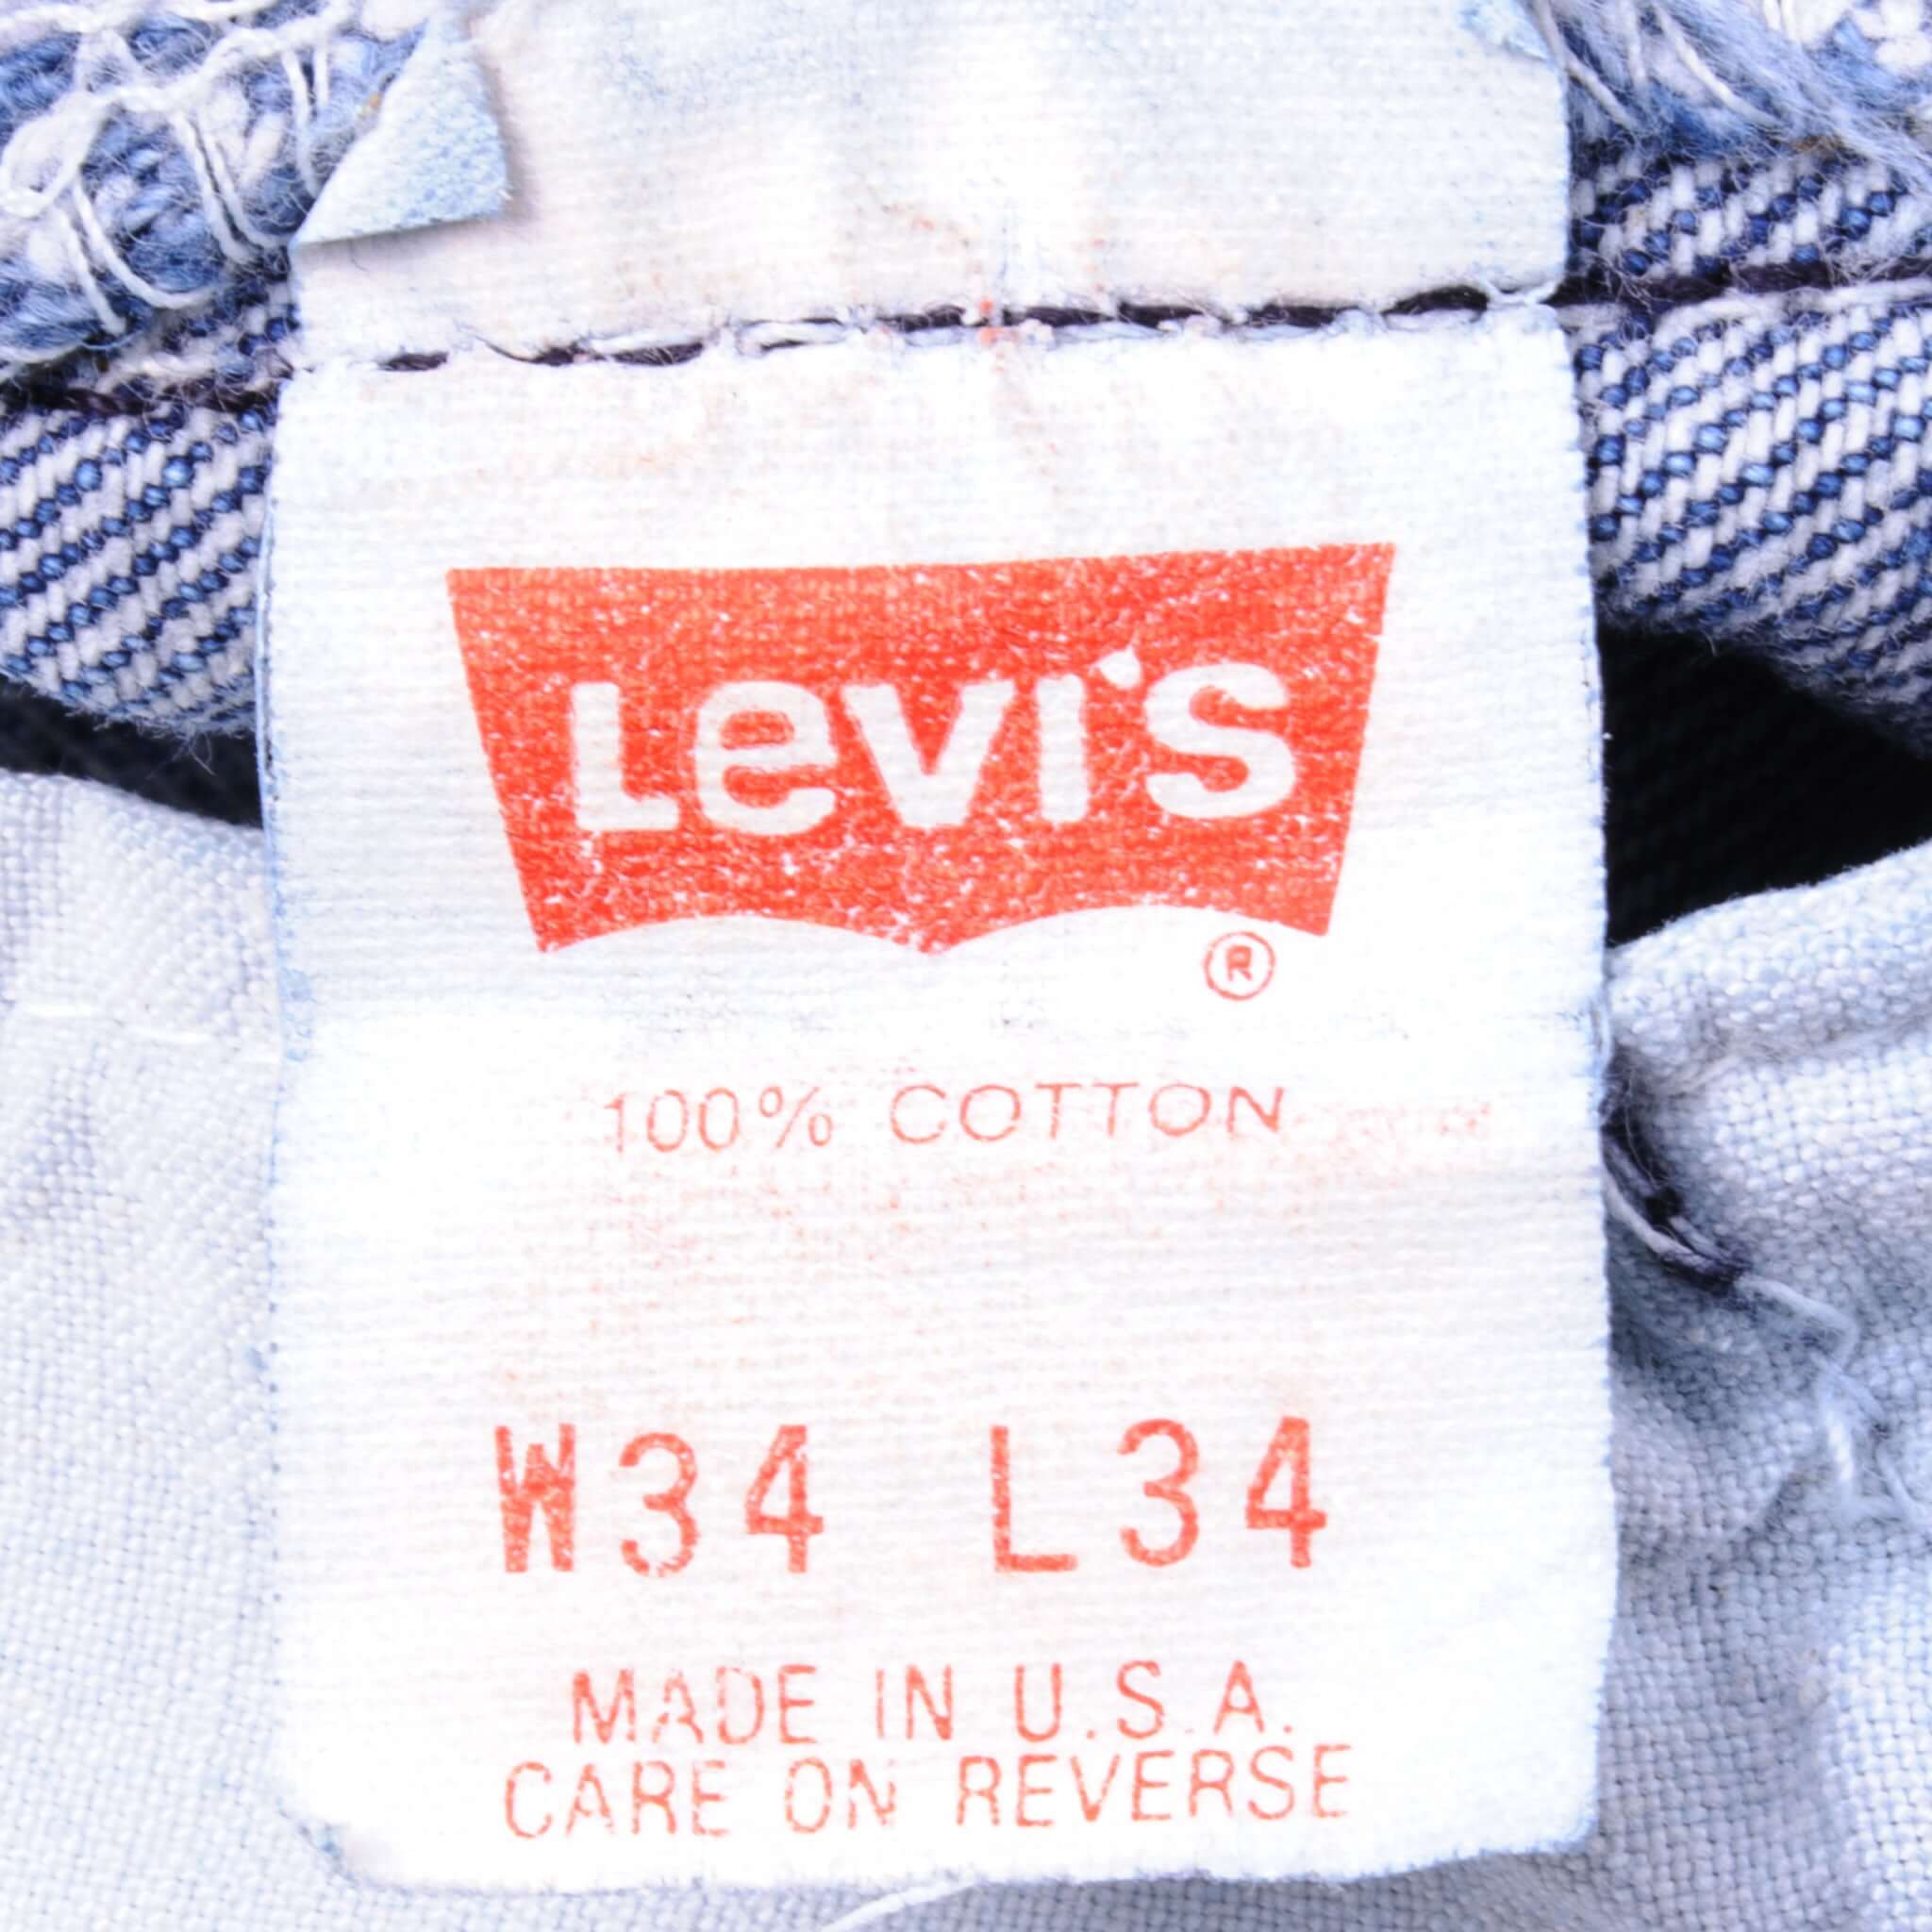 LeVI'S
®
100% COTTON
W34 L34
MADE IN U.S.A.
CARE ON REVERSE